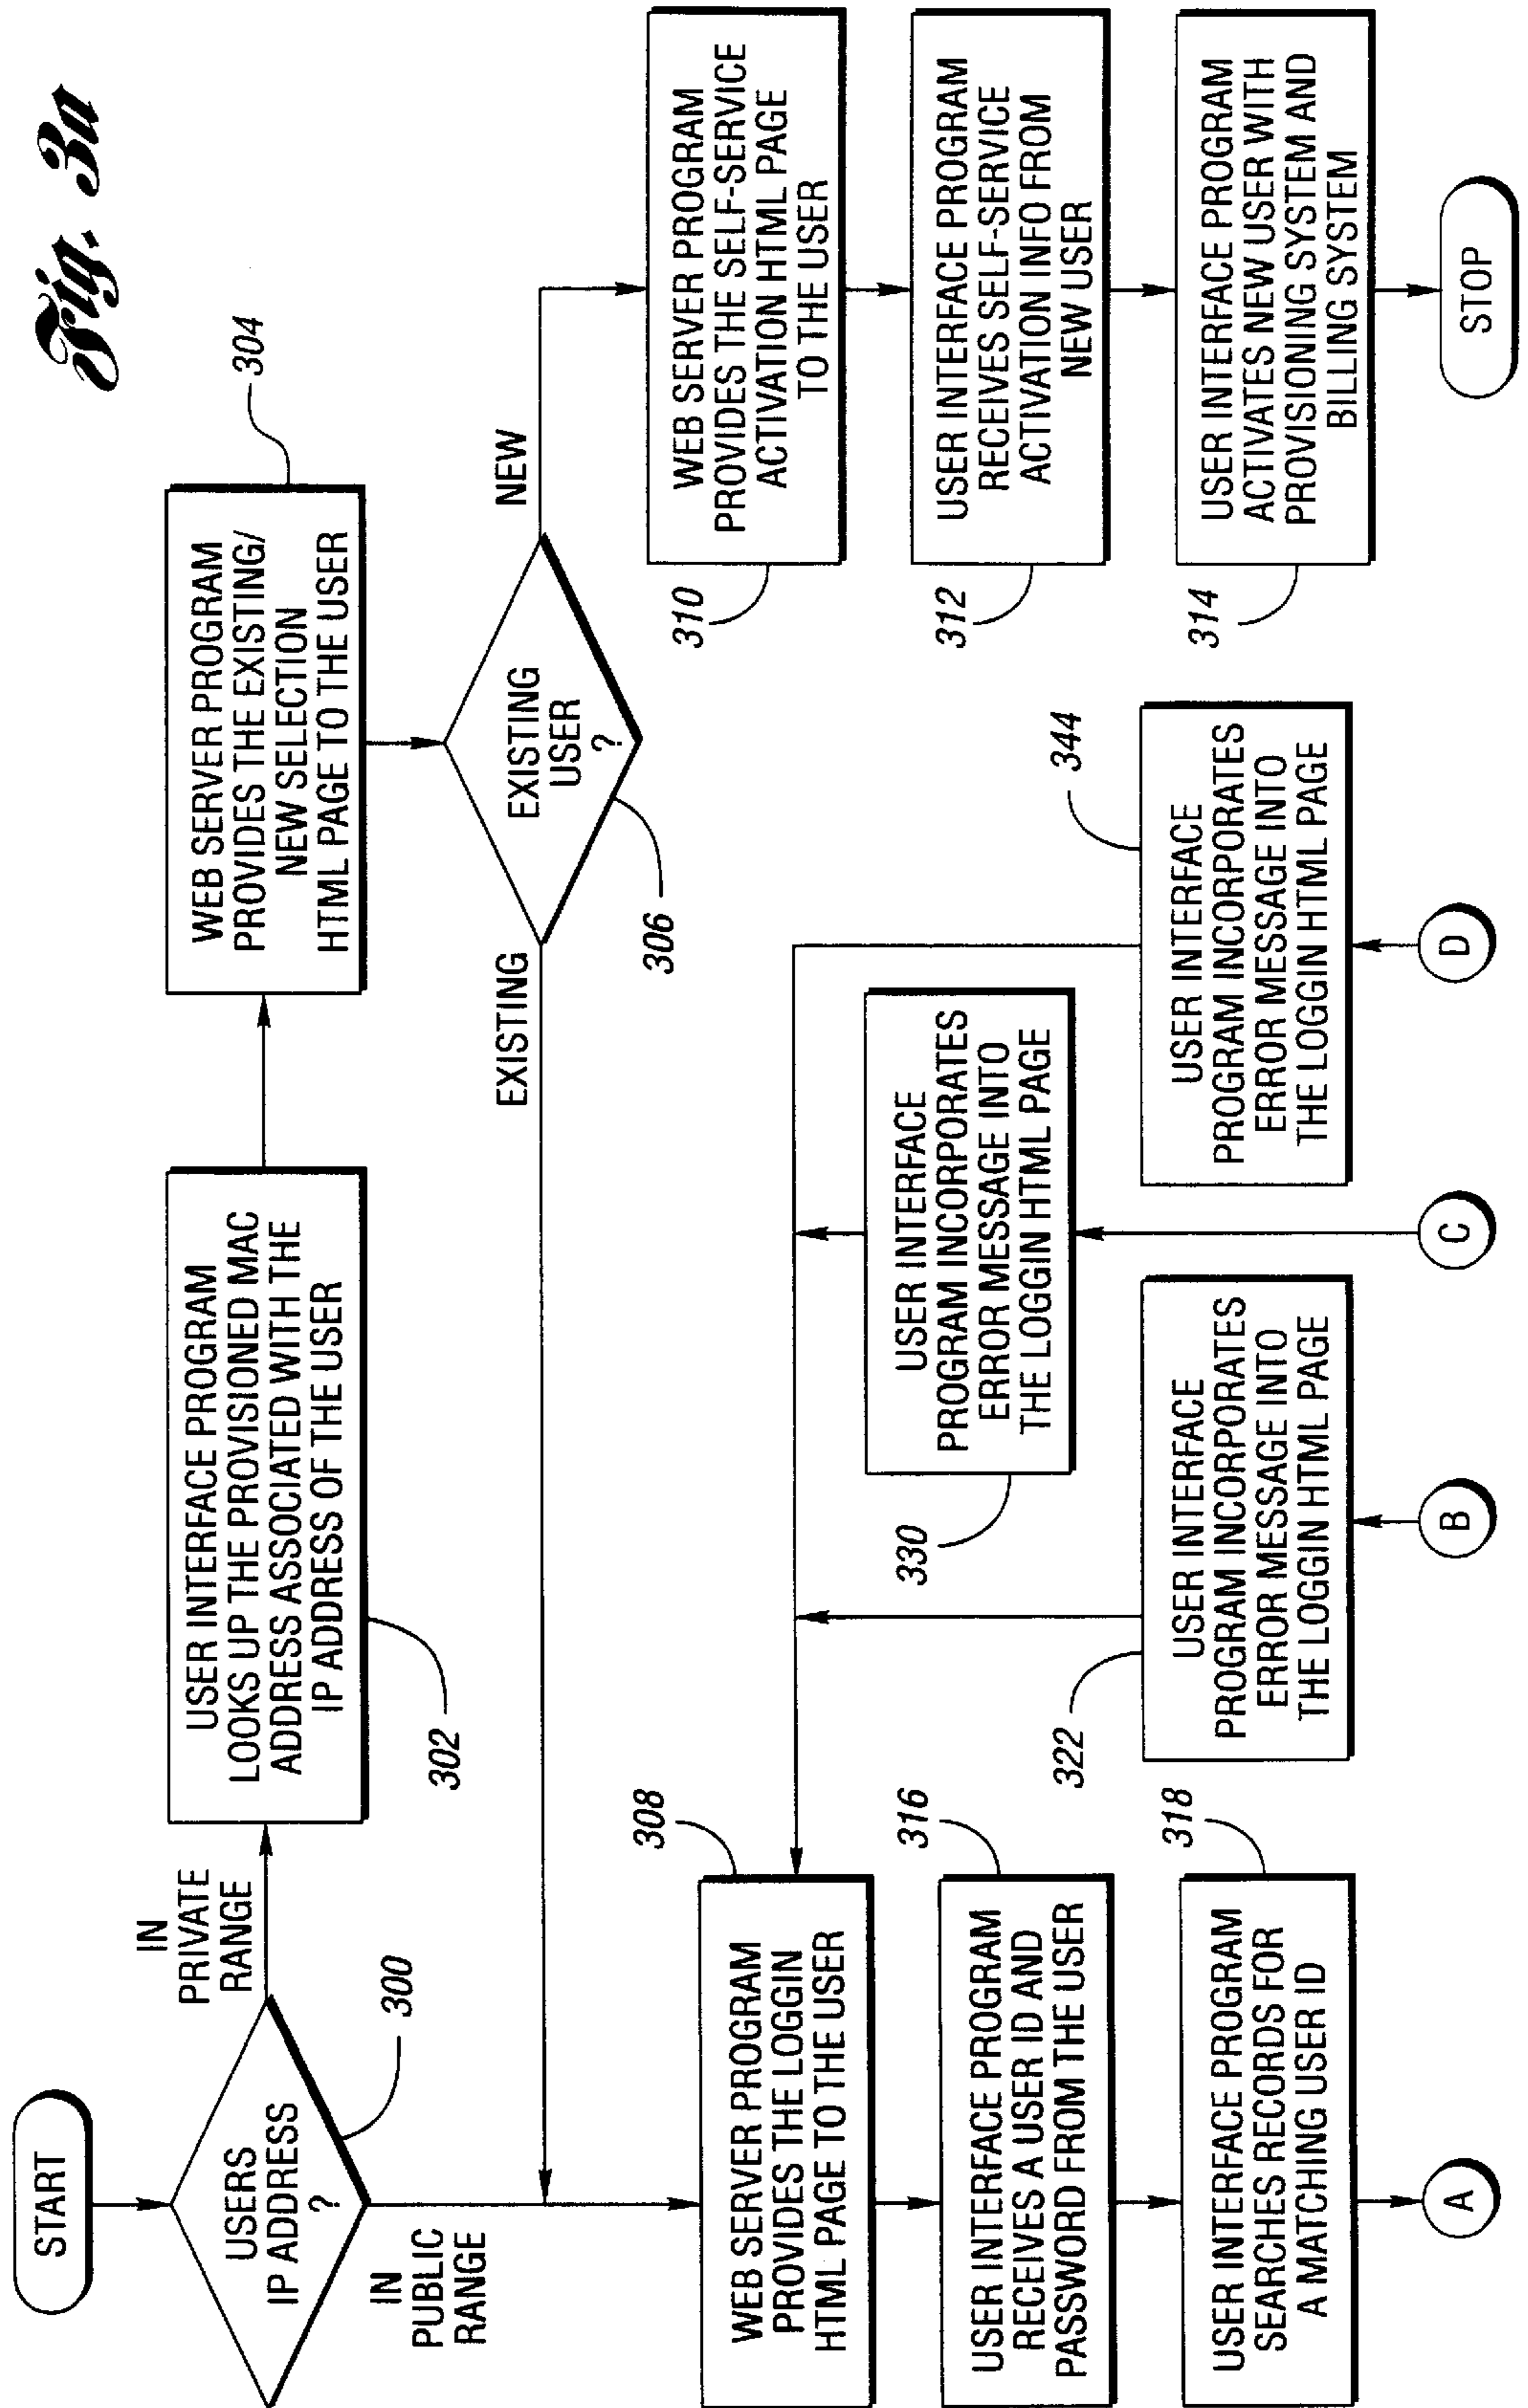 Fig. 3a
START
USERS
IP ADDRESS
?
300
IN
PRIVATE
RANGE
IN
PUBLIC
RANGE
USER INTERFACE PROGRAM
LOOKS UP THE PROVISIONED MAC
ADDRESS ASSOCIATED WITH THE
IP ADDRESS OF THE USER
302
WEB SERVER PROGRAM
PROVIDES THE EXISTING/
NEW SELECTION
HTML PAGE TO THE USER
304
EXISTING
USER
?
306
EXISTING
NEW
WEB SERVER PROGRAM
PROVIDES THE LOGGIN
HTML PAGE TO THE USER
308
USER INTERFACE PROGRAM
RECEIVES A USER ID AND
PASSWORD FROM THE USER
316
USER INTERFACE PROGRAM
SEARCHES RECORDS FOR
A MATCHING USER ID
318
A
USER INTERFACE
PROGRAM INCORPORATES
ERROR MESSAGE INTO
THE LOGGIN HTML PAGE
322
B
USER INTERFACE
PROGRAM INCORPORATES
ERROR MESSAGE INTO
THE LOGGIN HTML PAGE
330
C
USER INTERFACE
PROGRAM INCORPORATES
ERROR MESSAGE INTO
THE LOGGIN HTML PAGE
344
D
WEB SERVER PROGRAM
PROVIDES THE SELF-SERVICE
ACTIVATION HTML PAGE
TO THE USER
310
USER INTERFACE PROGRAM
RECEIVES SELF-SERVICE
ACTIVATION INFO FROM
NEW USER
312
USER INTERFACE PROGRAM
ACTIVATES NEW USER WITH
PROVISIONING SYSTEM AND
BILLING SYSTEM
314
STOP